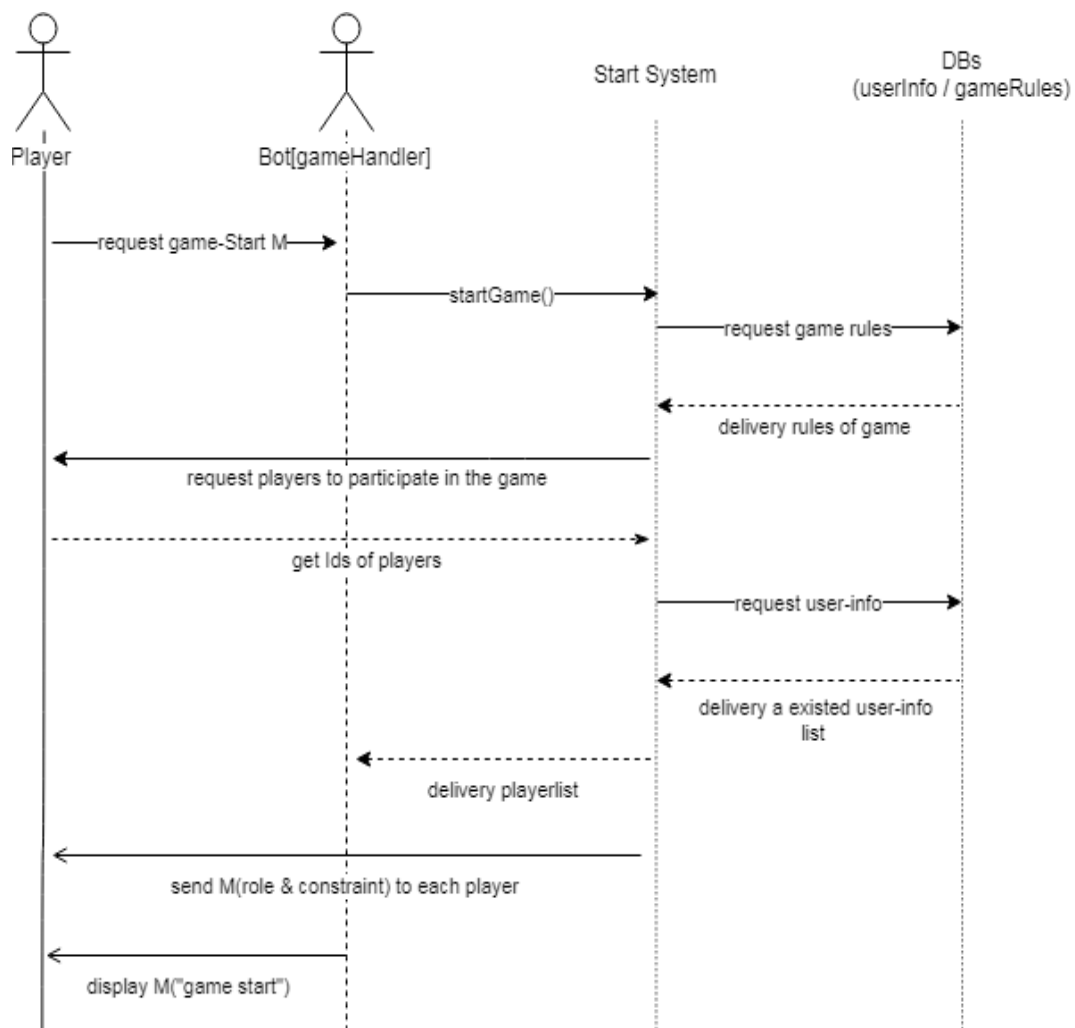 Start System
DBs
(userInfo / gameRules)
Player
Bot[gameHandler]
request game-Start M
startGame()
request game rules
delivery rules of game
request players to participate in the game
get Ids of players
request user-info
delivery a existed user-info
list
delivery playerlist
send M(role & constraint) to each player
display M("game start")